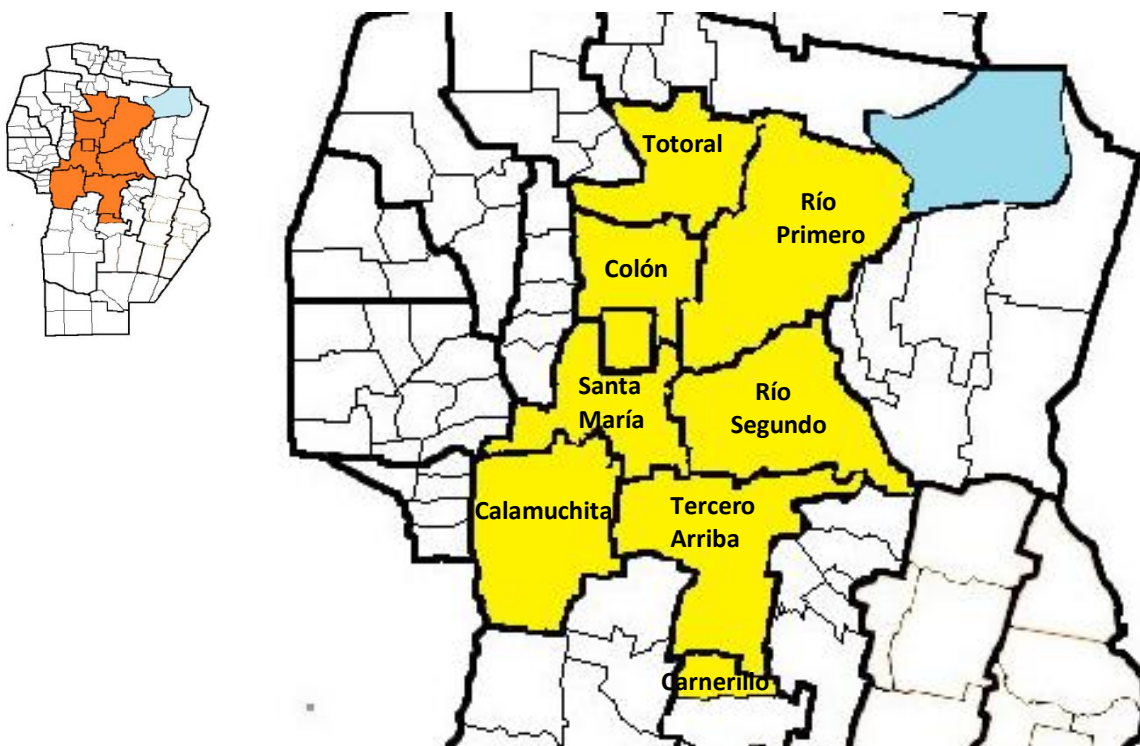 Totoral
Río
Primero
Colón
Santa
María
Río
Segundo
Calamuchita
Tercero
Arriba
Carnerillo